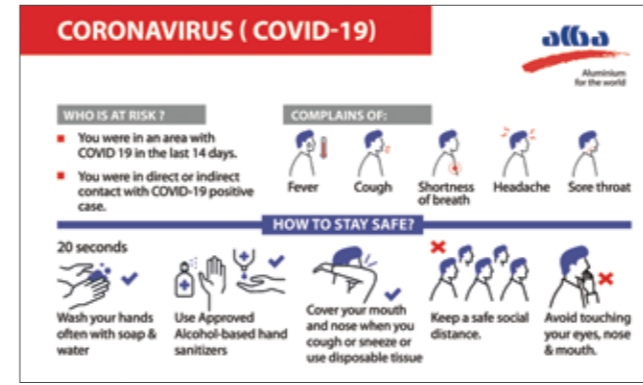 CORONAVIRUS ( COVID-19)
alba
Aluminium
for the world
WHO IS AT RISK ?
You were in an area with
COVID 19 in the last 14 days.
You were in direct or indirect
contact with COVID-19 positive
case.
COMPLAINS OF:
Fever
Cough
Shortness
of breath
Headache
Sore throat
HOW TO STAY SAFE?
20 seconds
Wash your hands
often with soap &
water
Use Approved
Alcohol-based hand
sanitizers
Cover your mouth
and nose when you
cough or sneeze or
use disposable tissue
Keep a safe social
distance.
Avoid touching
your eyes, nose
& mouth.